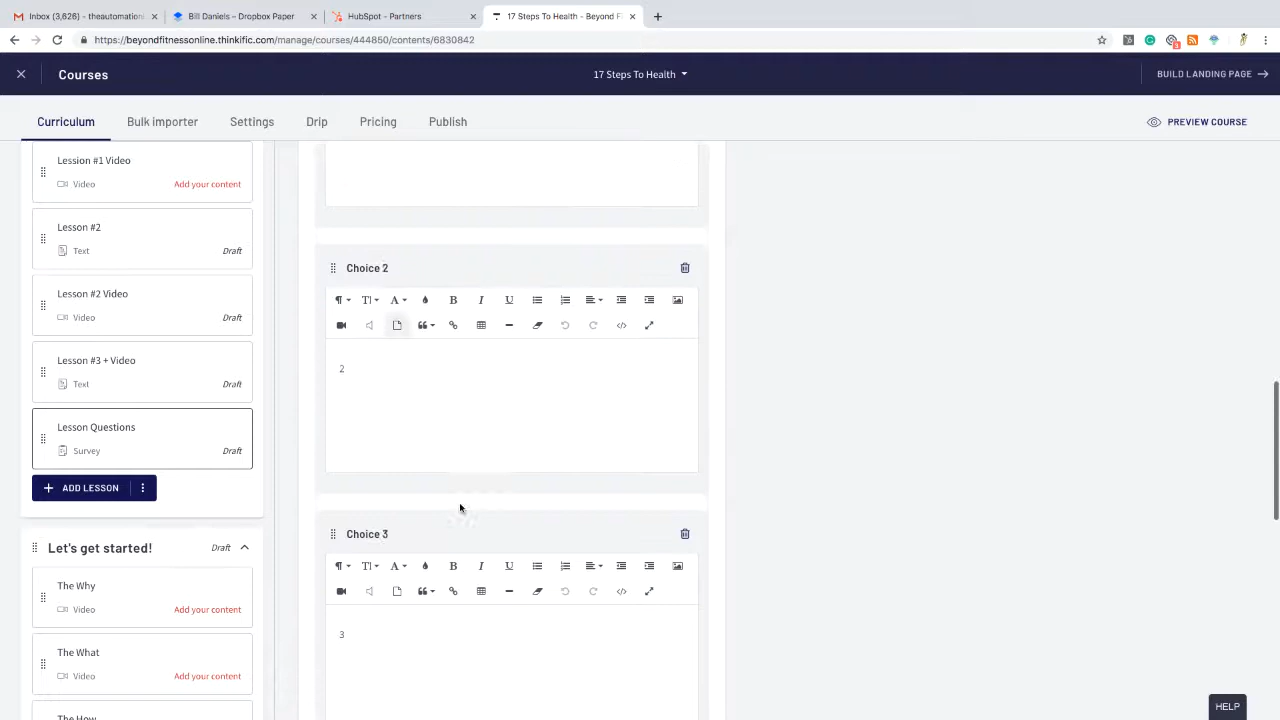 Inbox (3,626) - theautomation
Bill Daniels – Dropbox Paper
HubSpot - Partners
17 Steps To Health - Beyond Fi
https://beyondfitnessonline.thinkific.com/manage/courses/444850/contents/6830842
Courses
17 Steps To Health
BUILD LANDING PAGE
Curriculum
Bulk importer
Settings
Drip
Pricing
Publish
PREVIEW COURSE
Lession #1 Video
Video
Add your content
Lesson #2
Text
Draft
Lesson #2 Video
Video
Draft
Lesson #3 + Video
Text
Draft
Lesson Questions
Survey
Draft
ADD LESSON
Let's get started!
Draft
The Why
Video
Add your content
The What
Video
Add your content
The How
Choice 2
2
Choice 3
3
HELP